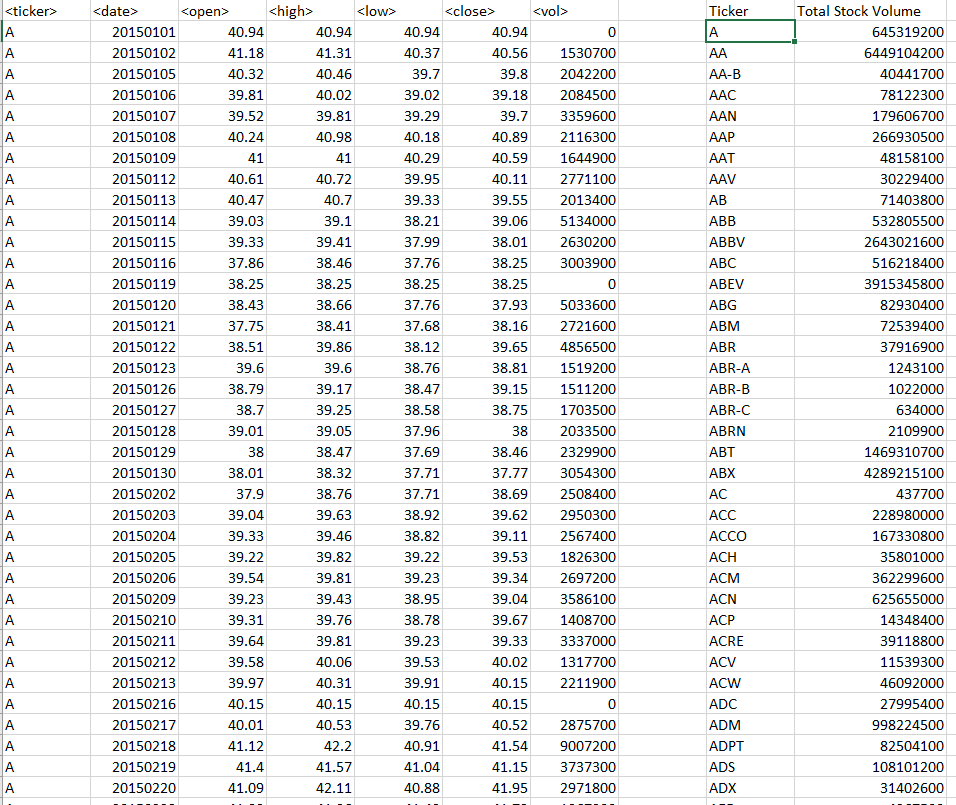 <ticker> <date> <open> <high> <low> <close> <vol> Ticker Total Stock Volume
A 20150101 40.94 40.94 40.94 40.94 0 A 645319200
A 20150102 41.18 41.31 40.37 40.56 1530700 AA 6449104200
A 20150105 40.32 40.46 39.7 39.8 2042200 AA-B 40441700
A 20150106 39.81 40.02 39.02 39.18 2084500 AAC 78122300
A 20150107 39.52 39.81 39.29 39.7 3359600 AAN 179606700
A 20150108 40.24 40.98 40.18 40.89 2116300 AAP 266930500
A 20150109 41 41 40.29 40.59 1644900 AAT 48158100
A 20150112 40.61 40.72 39.95 40.11 2771100 AAV 30229400
A 20150113 40.47 40.7 39.33 39.55 2013400 AB 71403800
A 20150114 39.03 39.1 38.21 39.06 5134000 ABB 532805500
A 20150115 39.33 39.41 37.99 38.01 2630200 ABBV 2643021600
A 20150116 37.86 38.46 37.76 38.25 3003900 ABC 516218400
A 20150119 38.25 38.25 38.25 38.25 0 ABEV 3915345800
A 20150120 38.43 38.66 37.76 37.93 5033600 ABG 82930400
A 20150121 37.75 38.41 37.68 38.16 2721600 ABM 72539400
A 20150122 38.51 39.86 38.12 39.65 4856500 ABR 37916900
A 20150123 39.6 39.6 38.76 38.81 1519200 ABR-A 1243100
A 20150126 38.79 39.17 38.47 39.15 1511200 ABR-B 1022000
A 20150127 38.7 39.25 38.58 38.75 1703500 ABR-C 634000
A 20150128 39.01 39.05 37.96 38 2033500 ABRN 2109900
A 20150129 38 38.47 37.69 38.46 2329900 ABT 1469310700
A 20150130 38.01 38.32 37.71 37.77 3054300 ABX 4289215100
A 20150202 37.9 38.76 37.71 38.69 2508400 AC 437700
A 20150203 39.04 39.63 38.92 39.62 2950300 ACC 228980000
A 20150204 39.33 39.46 38.82 39.11 2567400 ACCO 167330800
A 20150205 39.22 39.82 39.22 39.53 1826300 ACH 35801000
A 20150206 39.54 39.81 39.23 39.34 2697200 ACM 362299600
A 20150209 39.23 39.43 38.95 39.04 3586100 ACN 625655000
A 20150210 39.31 39.76 38.78 39.67 1408700 ACP 14348400
A 20150211 39.64 39.81 39.23 39.33 3337000 ACRE 39118800
A 20150212 39.58 40.06 39.53 40.02 1317700 ACV 11539300
A 20150213 39.97 40.31 39.91 40.15 2211900 ACW 46092000
A 20150216 40.15 40.15 40.15 40.15 0 ADC 27995400
A 20150217 40.01 40.53 39.76 40.52 2875700 ADM 998224500
A 20150218 41.12 42.2 40.91 41.54 9007200 ADPT 82504100
A 20150219 41.4 41.57 41.04 41.15 3737300 ADS 108101200
A 20150220 41.09 42.11 40.88 41.95 2971800 ADX 31402600